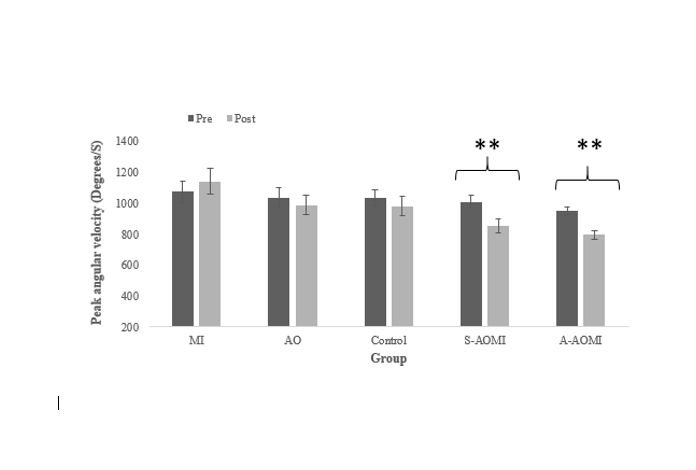 Pre Post
1400
1200
1000
800
600
400
200
Peak angular velocity (Degrees/S)
** **
MI AO Control S-AOMI A-AOMI
Group